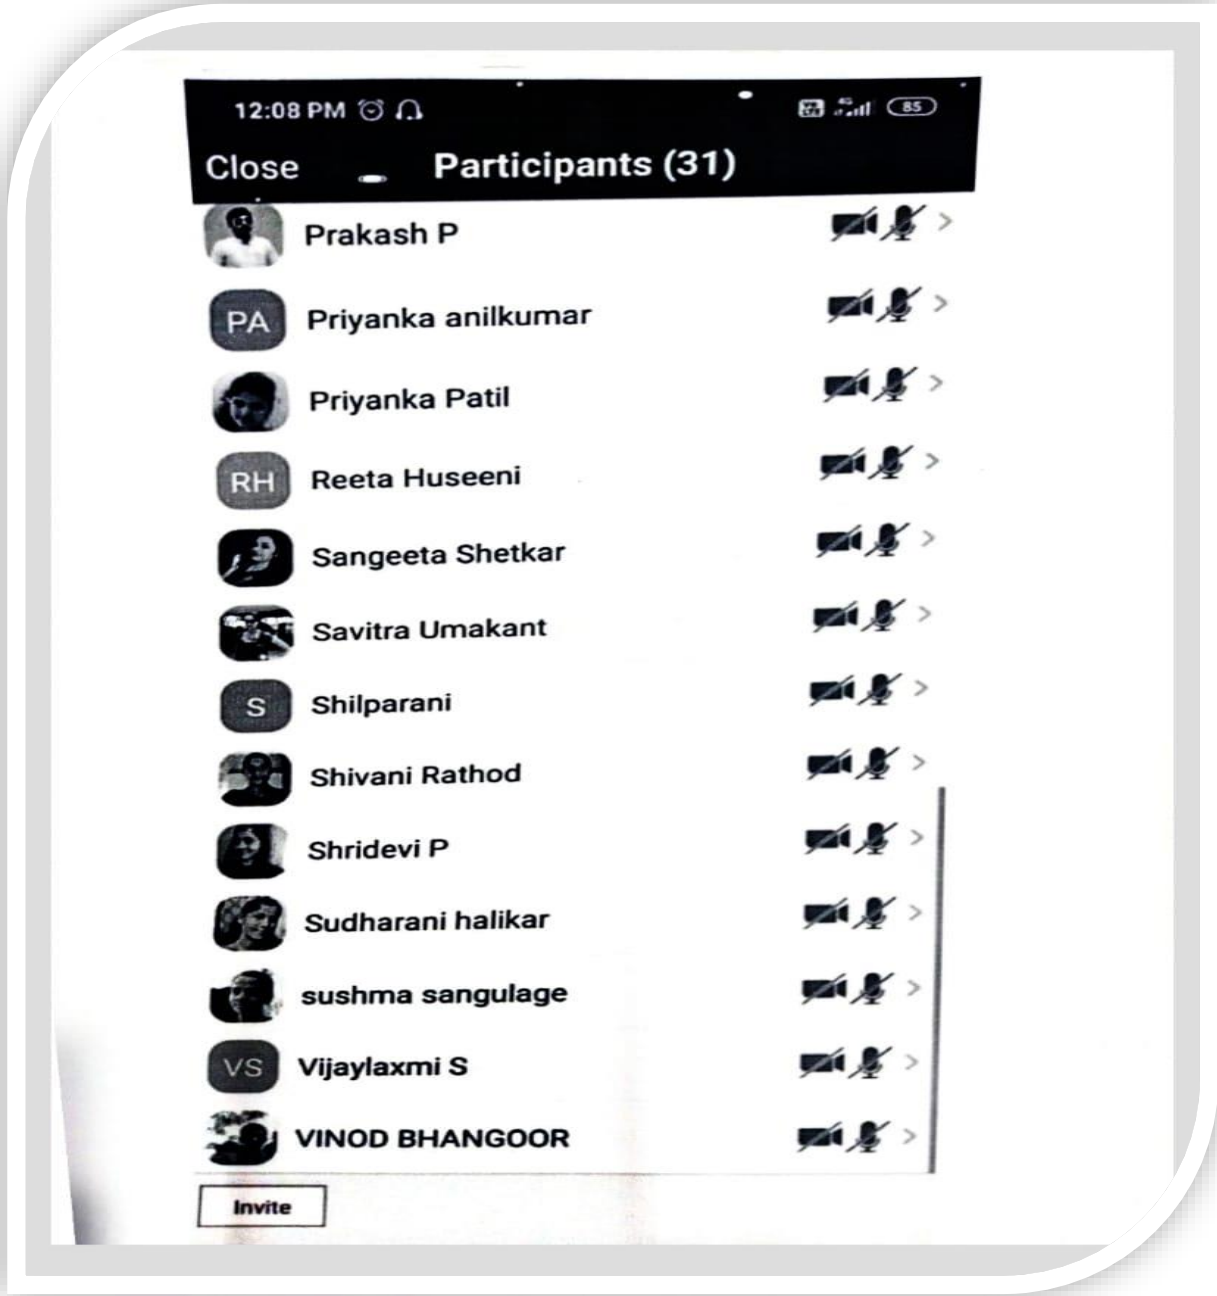 12:08 PM 4G 85
Close Participants (31)
Prakash P
PA Priyanka anilkumar
Priyanka Patil
RH Reeta Huseeni
Sangeeta Shetkar
Savitra Umakant
S Shilparani
Shivani Rathod
Shridevi P
Sudharani halikar
sushma sangulage
VS Vijaylaxmi S
VINOD BHANGOOR
Invite